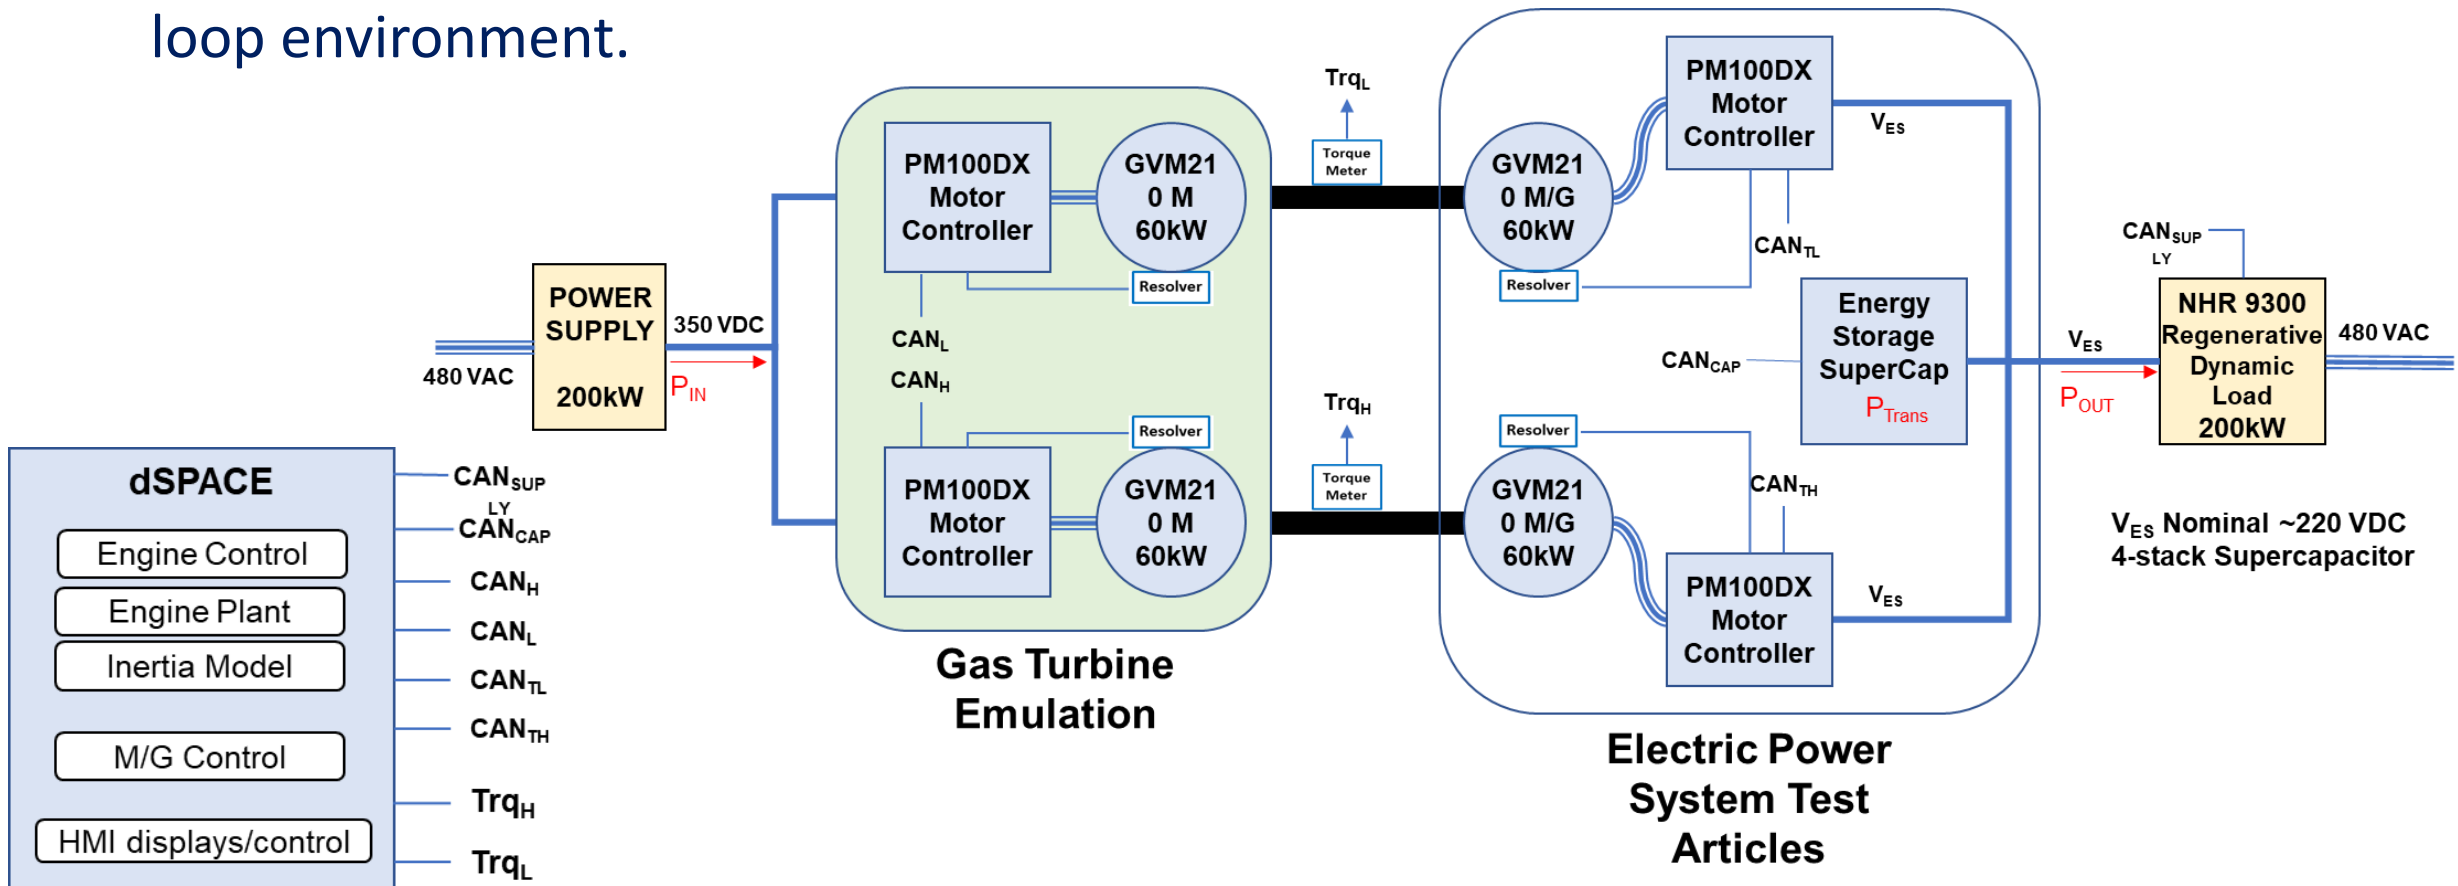 loop environment.
480 VAC
POWER
SUPPLY
200kW
350 VDC
PIN
PM100DX
Motor
Controller
GVM21
0 M
60kW
Resolver
CANL
CANH
Resolver
PM100DX
Motor
Controller
GVM21
0 M
60kW
Gas Turbine
Emulation
TrqL
Torque
Meter
TrqH
Torque
Meter
GVM21
0 M/G
60kW
Resolver
PM100DX
Motor
Controller
VES
CANTL
CANCAP
Energy
Storage
SuperCap
PTrans
Resolver
GVM21
0 M/G
60kW
CANTH
PM100DX
Motor
Controller
VES
Electric Power
System Test
Articles
VES
POUT
CANSUP
LY
NHR 9300
Regenerative
Dynamic
Load
200kW
480 VAC
VES Nominal ~220 VDC
4-stack Supercapacitor
dSPACE
Engine Control
Engine Plant
Inertia Model
M/G Control
HMI displays/control
CANSUP
LY
CANCAP
CANH
CANL
CANTL
CANTH
TrqH
TrqL